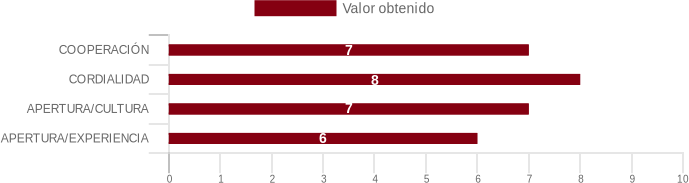 Valor obtenido
COOPERACIÓN 7
CORDIALIDAD 8
APERTURA/CULTURA 7
APERTURA/EXPERIENCIA 6
0 1 2 3 4 5 6 7 8 9 10